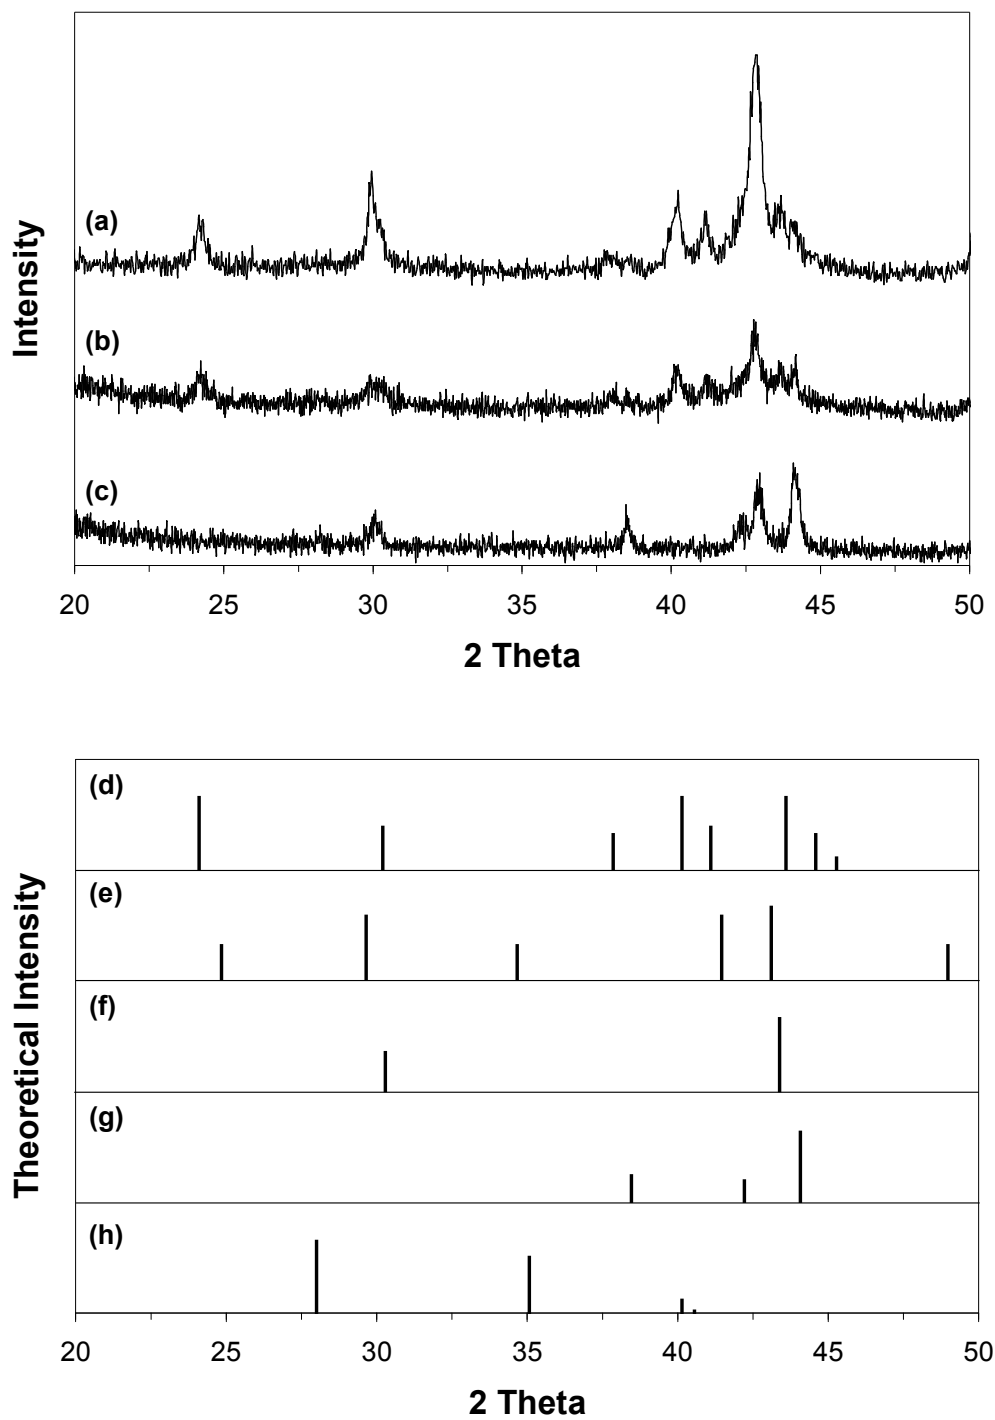 Intensity
(a)
(b)
(c)
20 25 30 35 40 45 50
2 Theta
Theoretical Intensity
(d)
(e)
(f)
(g)
(h)
20 25 30 35 40 45 50
2 Theta